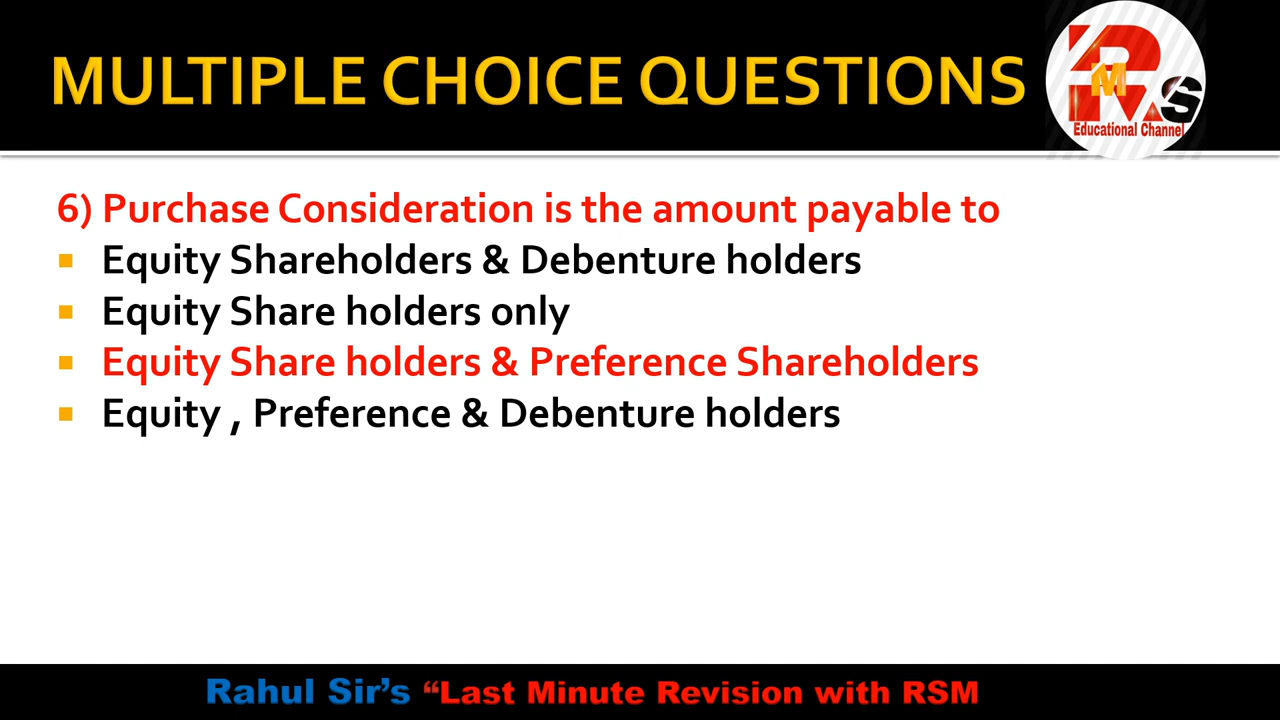 MULTIPLE CHOICE QUESTIONS
RMS
Educational Channel
6) Purchase Consideration is the amount payable to
Equity Shareholders & Debenture holders
Equity Share holders only
Equity Share holders & Preference Shareholders
Equity , Preference & Debenture holders
Rahul Sir's "Last Minute Revision with RSM